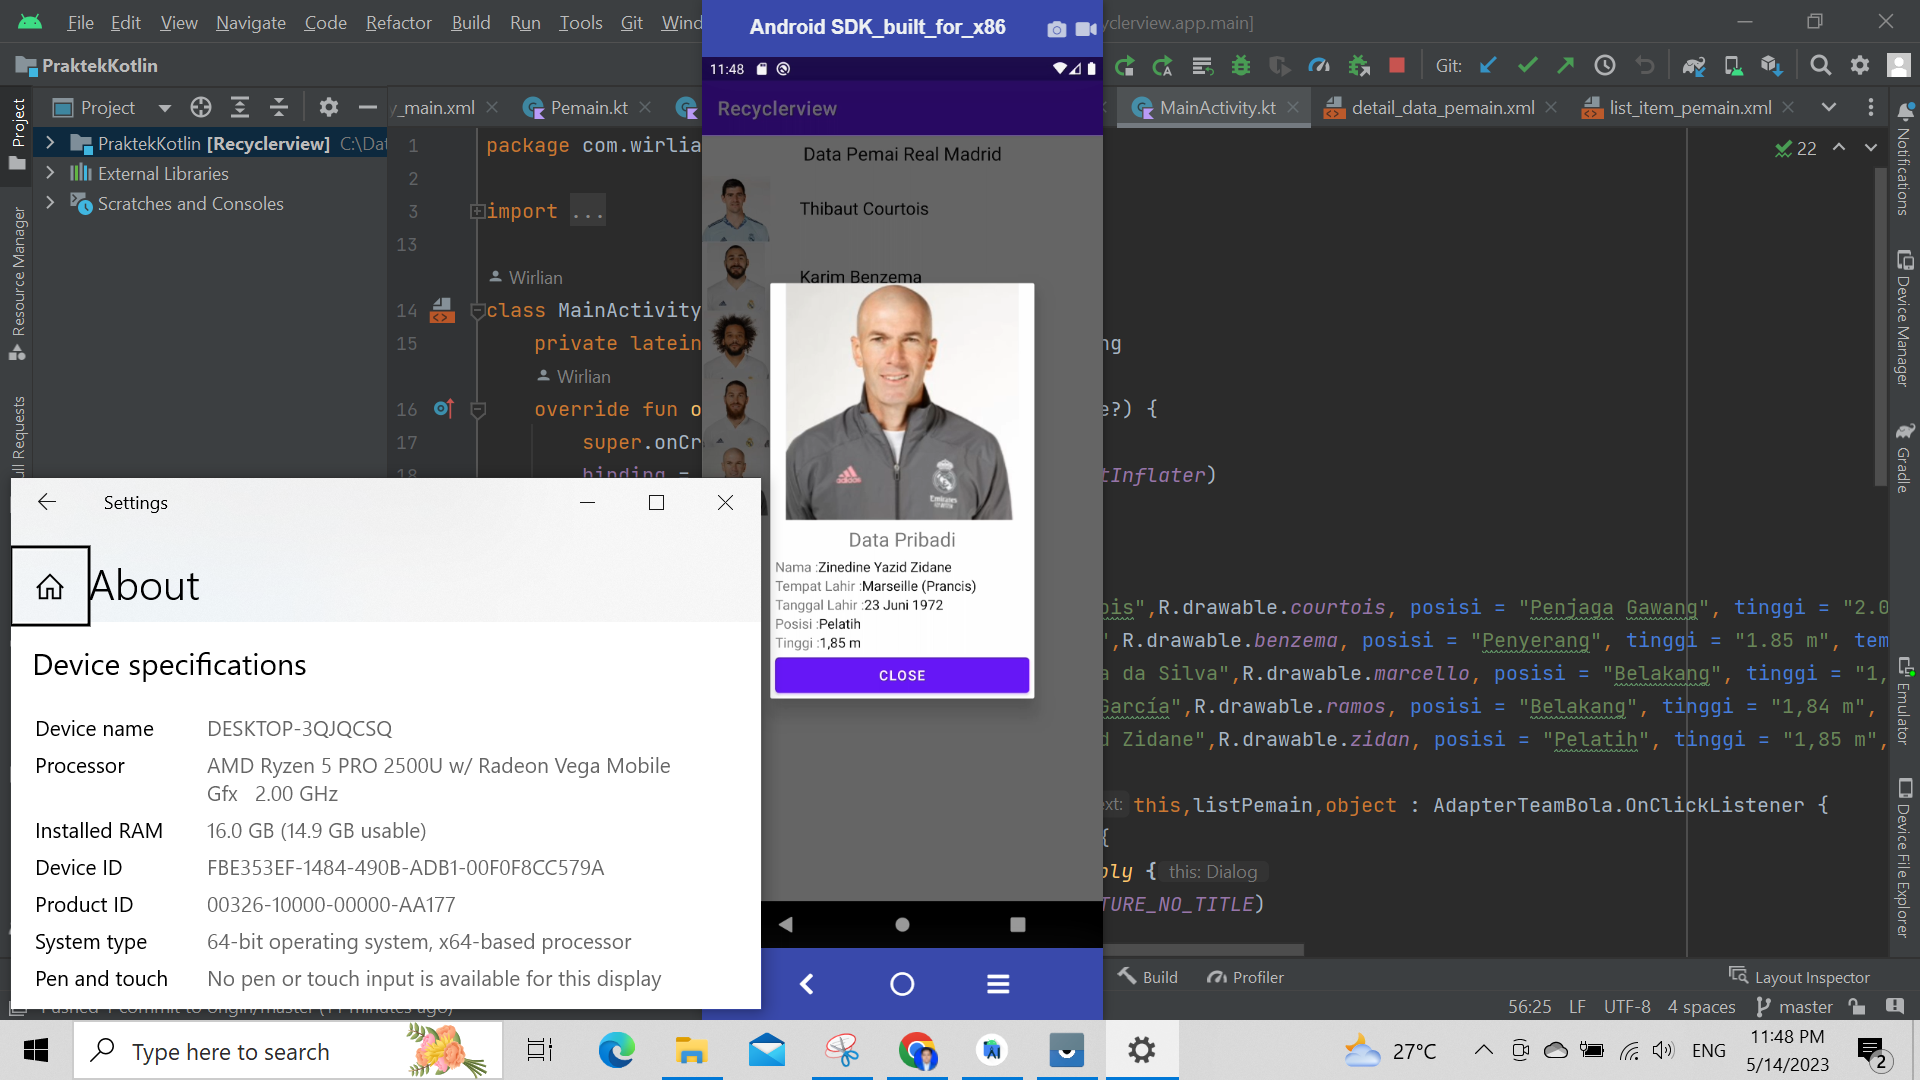 File Edit View Navigate Code Refactor Build Run Tools Git Wind
Android SDK_built_for_x86
yclerview.app.main]
PraktekKotlin
Git:
11:48
Project
y_main.xml
Pemain.kt
Recyclerview
MainActivity.kt
detail_data_pemain.xml
list_item_pemain.xml
Project
Resource Manager
ull Requests
PraktekKotlin [Recyclerview] C:\Dat
External Libraries
Scratches and Consoles
1 package com.wirlia
2
3 import ...
13
Wirlian
14 class MainActivity
15 private latein
Wirlian
16 override fun o
17 super.onCr
18 binding =
Data Pemai Real Madrid
Thibaut Courtois
Karim Benzema
adidas
Emirates
Data Pribadi
Nama :Zinedine Yazid Zidane
Tempat Lahir :Marseille (Prancis)
Tanggal Lahir :23 Juni 1972
Posisi :Pelatih
Tinggi :1,85 m
CLOSE
22
ng
e?) {
tInflater)
ois",R.drawable.courtois, posisi = "Penjaga Gawang", tinggi = "2.0
",R.drawable.benzema, posisi = "Penyerang", tinggi = "1.85 m", tem
a da Silva",R.drawable.marcello, posisi = "Belakang", tinggi = "1,
García",R.drawable.ramos, posisi = "Belakang", tinggi = "1,84 m",
d Zidane",R.drawable.zidan, posisi = "Pelatih", tinggi = "1,85 m",
ext: this,listPemain,object : AdapterTeamBola.OnClickListener {
{
ply { this: Dialog
TURE_NO_TITLE)
Notifications
Device Manager
Gradle
Emulator
Device File Explorer
Settings
About
Device specifications
Device name DESKTOP-3QJQCSQ
Processor AMD Ryzen 5 PRO 2500U w/ Radeon Vega Mobile
Gfx 2.00 GHz
Installed RAM 16.0 GB (14.9 GB usable)
Device ID FBE353EF-1484-490B-ADB1-00F0F8CC579A
Product ID 00326-10000-00000-AA177
System type 64-bit operating system, x64-based processor
Pen and touch No pen or touch input is available for this display
Build
Profiler
Layout Inspector
Pushed 1 commit to origin/master (11 minutes ago)
56:25 LF UTF-8 4 spaces master
Type here to search
27°C
ENG
11:48 PM
5/14/2023
2